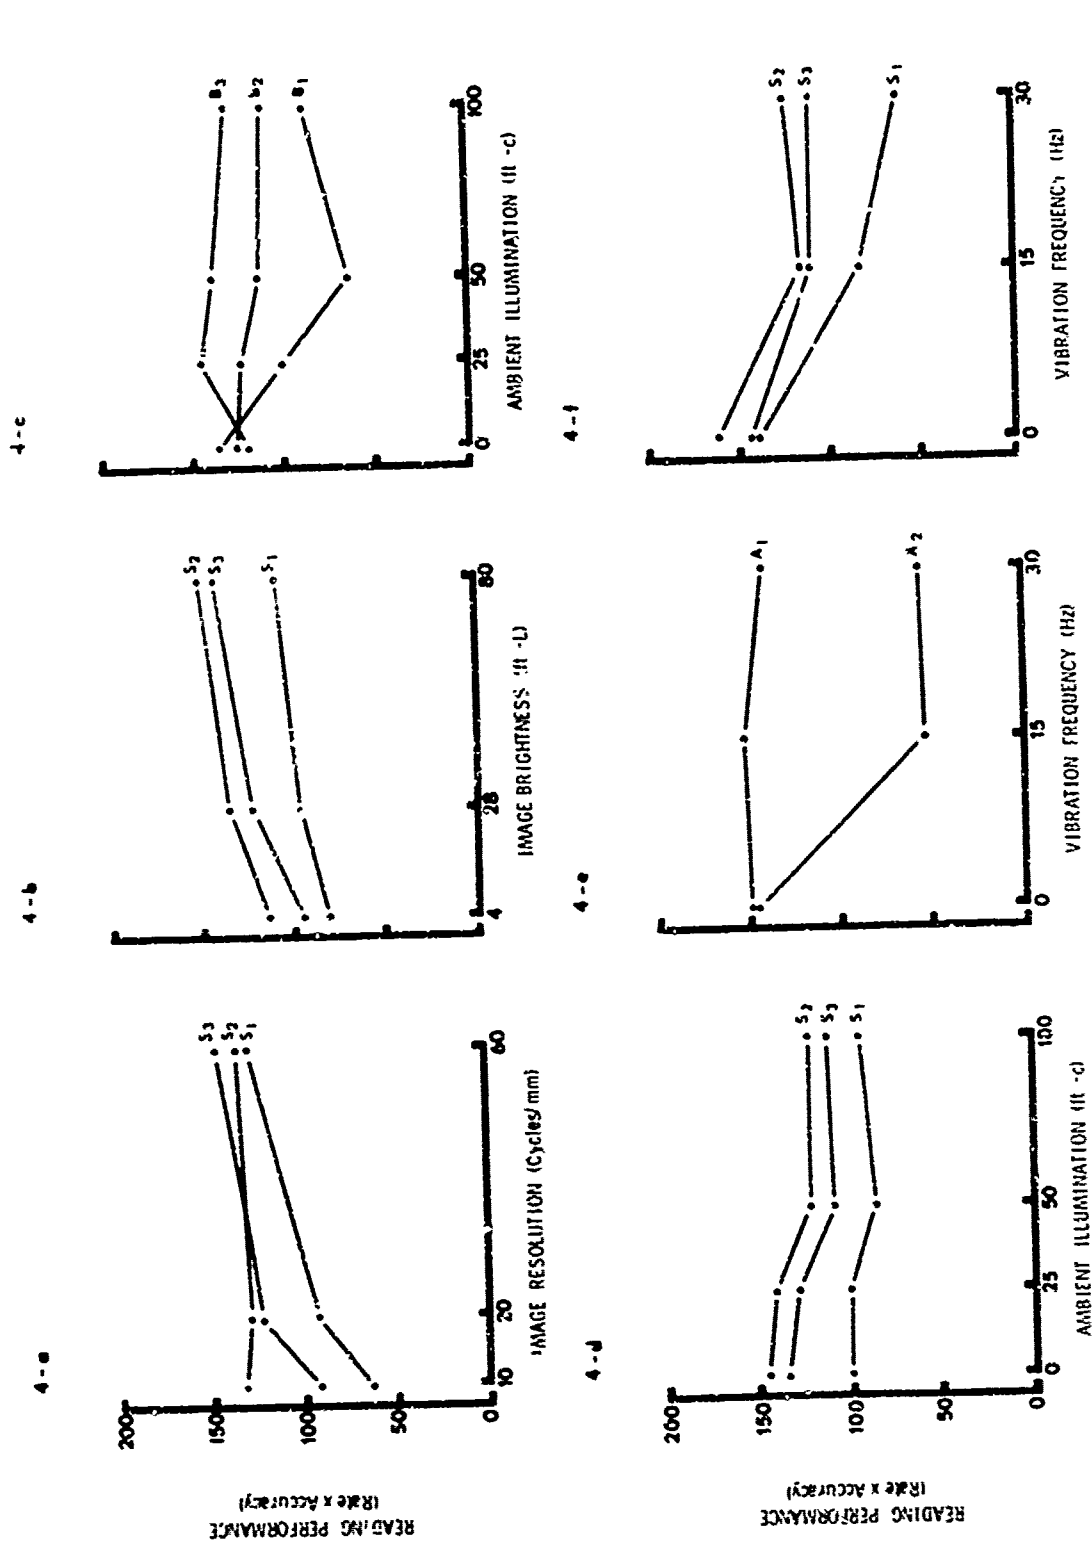 4-a
READING PERFORMANCE
(Rate x Accuracy)
200
150
100
50
0
10
20
60
S3
S2
S1
IMAGE RESOLUTION (Cycles/mm)
4-b
4
28
80
S2
S3
S1
IMAGE BRIGHTNESS (ft -L)
4-c
0
25
50
100
B3
B2
B1
AMBIENT ILLUMINATION (ft -c)
4-d
READING PERFORMANCE
(Rate x Accuracy)
200
150
100
50
0
0
25
50
100
S2
S3
S1
AMBIENT ILLUMINATION (ft -c)
4-e
0
15
30
A1
A2
VIBRATION FREQUENCY (Hz)
4-f
0
15
30
S2
S3
S1
VIBRATION FREQUENCY (Hz)